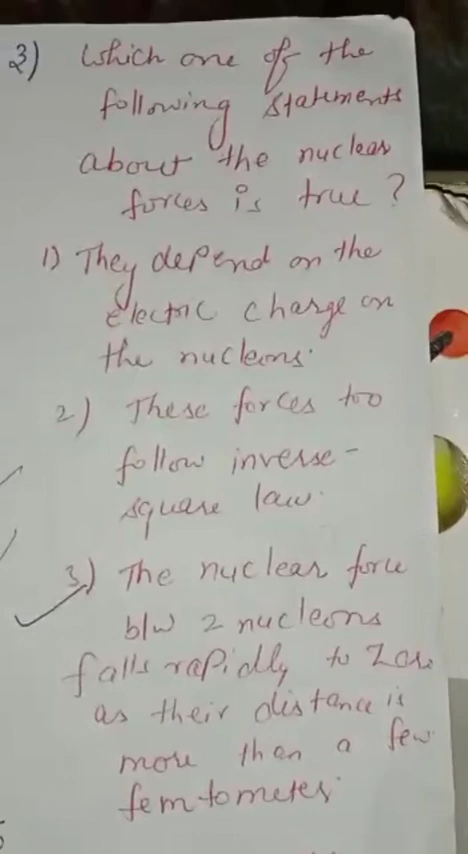 3) Which one of the
following statements
about the nuclear
forces is true?
1) They depend on the
electric charge on
the nucleons.
2) These forces too
follow inverse-
square law.
3) The nuclear force
b/w 2 nucleons
falls rapidly to Zero
as their distance is
more than a few
femtometers.